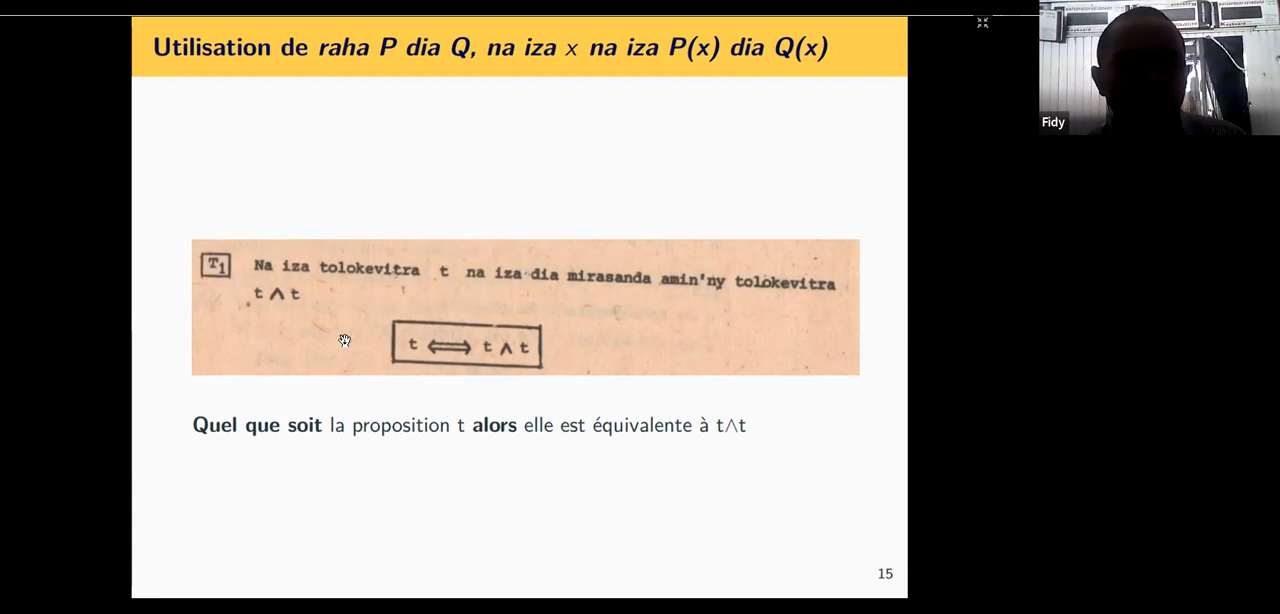 Utilisation de raha P dia Q, na iza x na iza P(x) dia Q(x)
Fidy
T₁ Na iza tolokevitra t na iza dia mirasanda amin'ny tolokevitra
t ∧ t
t ⟺ t ∧ t
Quel que soit la proposition t alors elle est équivalente à t∧t
15